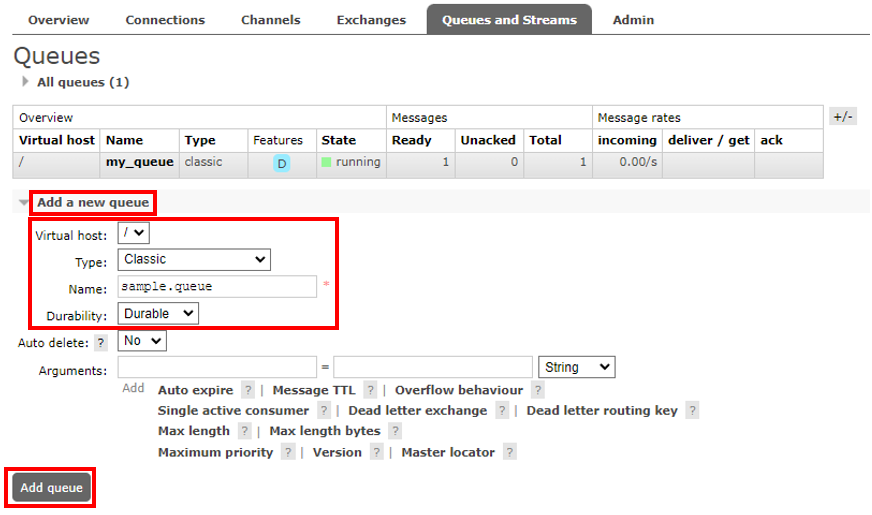 Overview Connections Channels Exchanges Queues and Streams Admin
Queues
All queues (1)
Overview Messages Message rates +/-
Virtual host Name Type Features State Ready Unacked Total incoming deliver / get ack
/ my_queue classic D running 1 0 1 0.00/s
Add a new queue
Virtual host: /
Type: Classic
Name: sample.queue *
Durability: Durable
Auto delete: ? No
Arguments: = String
Add Auto expire ? | Message TTL ? | Overflow behaviour ?
Single active consumer ? | Dead letter exchange ? | Dead letter routing key ?
Max length ? | Max length bytes ?
Maximum priority ? | Version ? | Master locator ?
Add queue